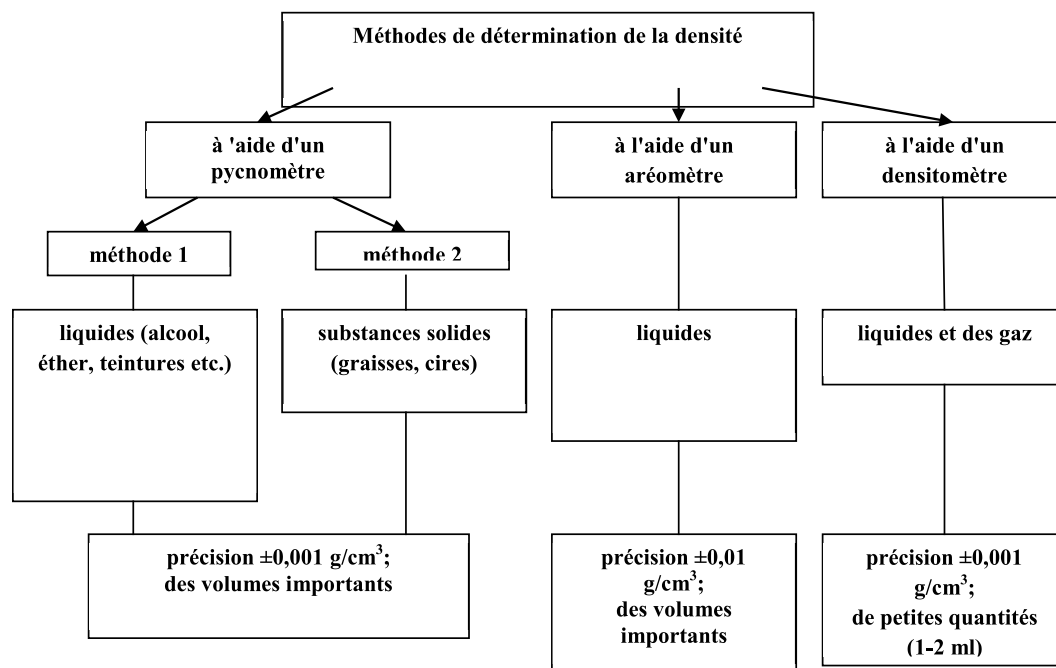 Méthodes de détermination de la densité
à 'aide d'un
pycnomètre
à l'aide d'un
aréomètre
à l'aide d'un
densitomètre
méthode 1
méthode 2
liquides (alcool,
éther, teintures etc.)
substances solides
(graisses, cires)
liquides
liquides et des gaz
précision ±0,001 g/cm³;
des volumes importants
précision ±0,01
g/cm³;
des volumes
importants
précision ±0,001
g/cm³;
de petites quantités
(1-2 ml)